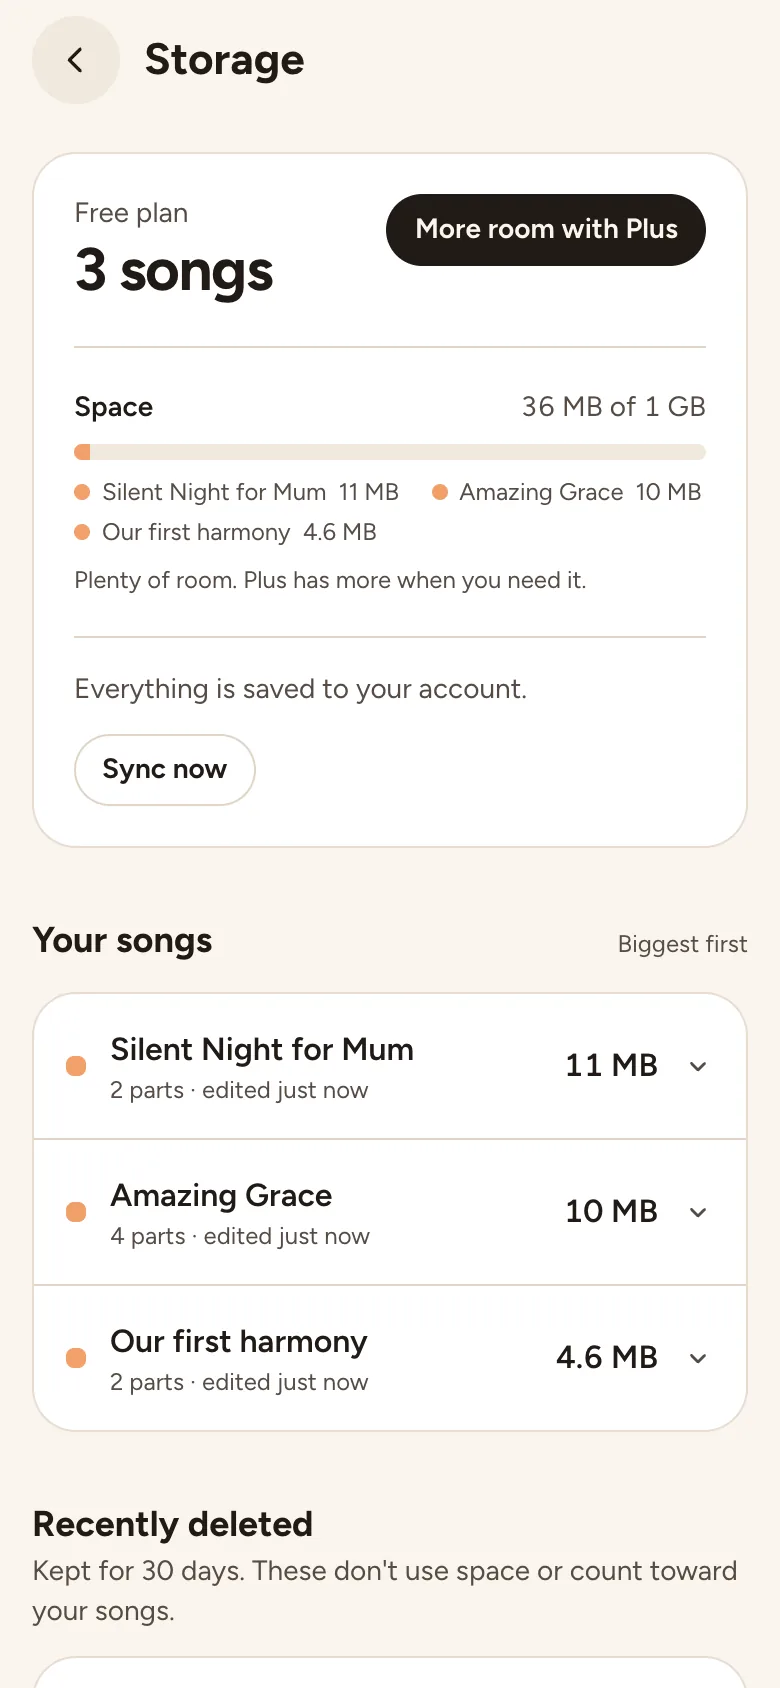 Storage
Free plan
More room with Plus
3 songs
Space
36 MB of 1 GB
Silent Night for Mum 11 MB
Amazing Grace 10 MB
Our first harmony 4.6 MB
Plenty of room. Plus has more when you need it.
Everything is saved to your account.
Sync now
Your songs
Biggest first
Silent Night for Mum
2 parts · edited just now
11 MB
Amazing Grace
4 parts · edited just now
10 MB
Our first harmony
2 parts · edited just now
4.6 MB
Recently deleted
Kept for 30 days. These don't use space or count toward
your songs.